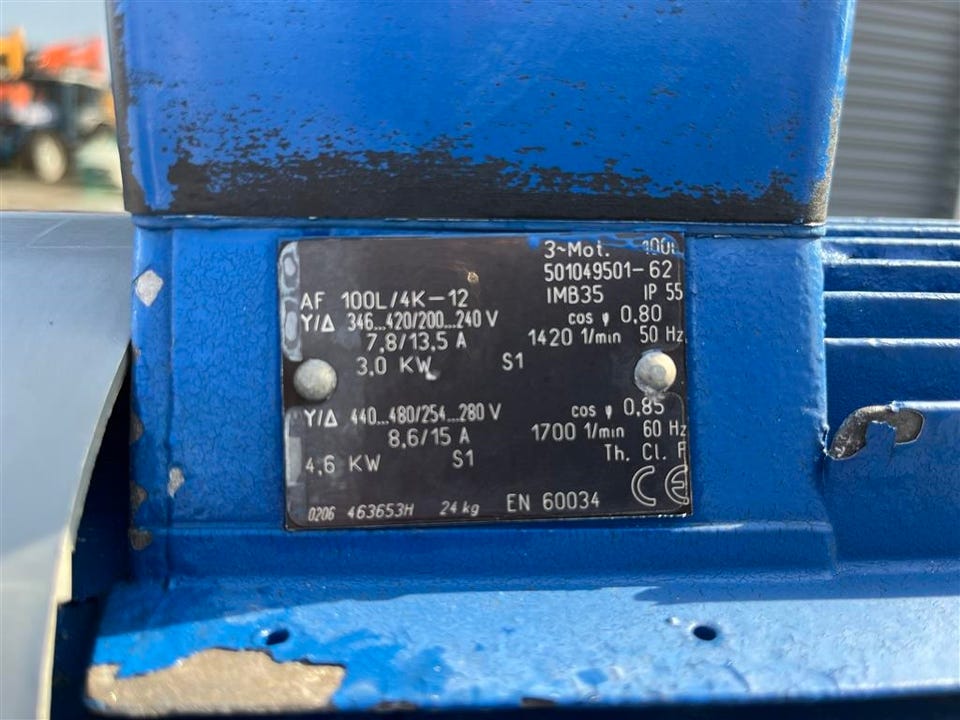 3~Mot. 100L
501049501-62
AF 100L/4K-12 IMB35 IP 55
Y/Δ 346...420/200...240 V cos φ 0,80
7,8/13,5 A 1420 1/min 50 Hz
3,0 KW S1
Y/Δ 440...480/254...280 V cos φ 0,85
8,6/15 A 1700 1/min 60 Hz
4,6 KW S1 Th. Cl. F
0206 463653H 24 kg EN 60034 CE